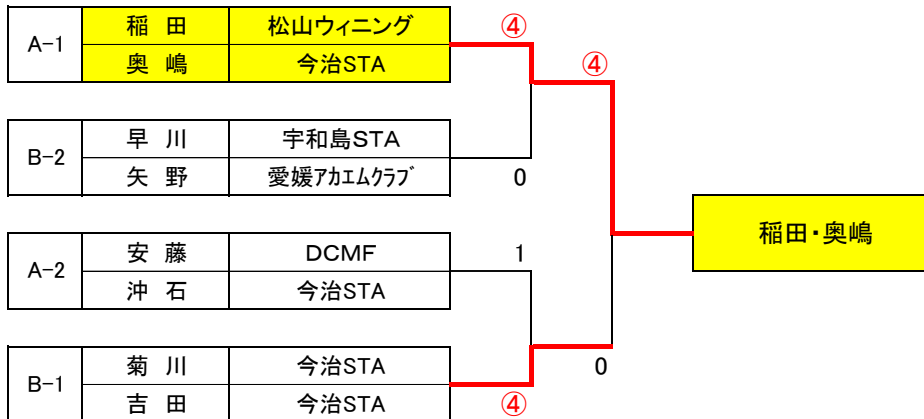 A-1
稲 田 松山ウィニング ④
奥 嶋 今治STA
④
B-2
早 川 宇和島STA
矢 野 愛媛アカエムクラブ 0
稲田・奥嶋
A-2
安 藤 DCMF 1
沖 石 今治STA
B-1
菊 川 今治STA 0
吉 田 今治STA ④